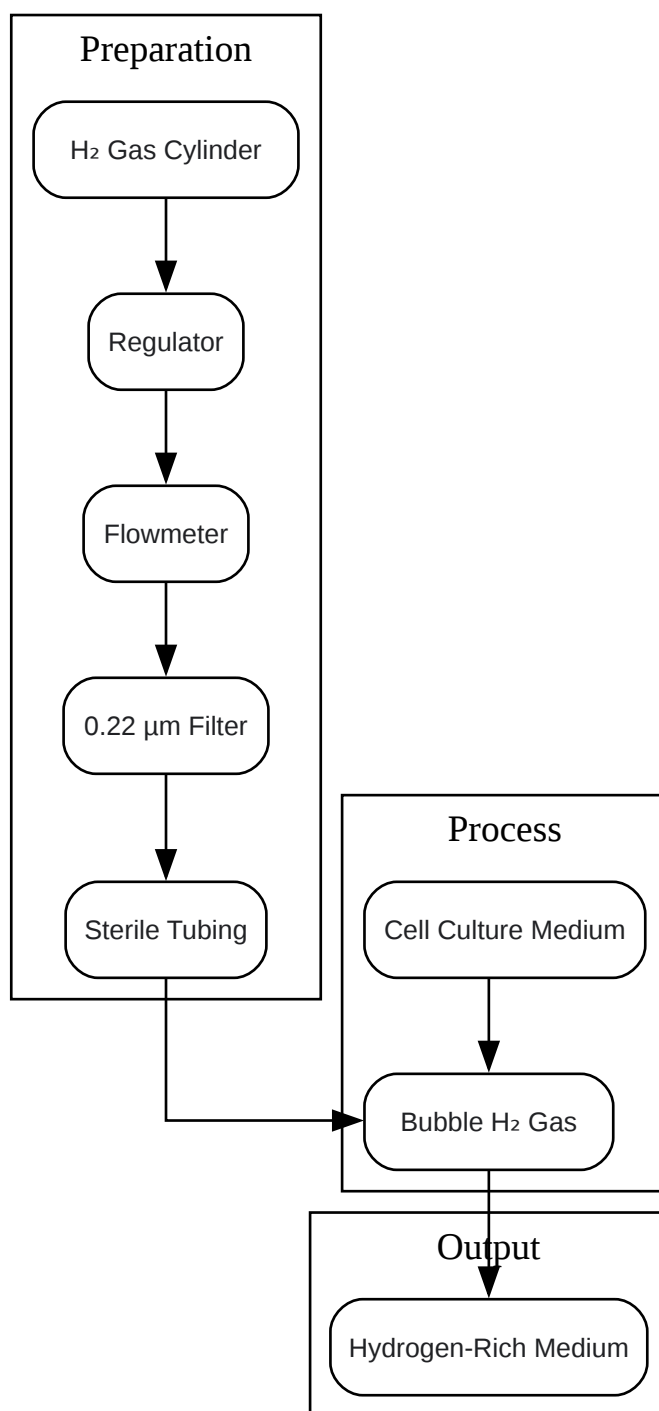 Preparation
H₂ Gas Cylinder
Regulator
Flowmeter
0.22 µm Filter
Sterile Tubing
Process
Cell Culture Medium
Bubble H₂ Gas
Output
Hydrogen-Rich Medium